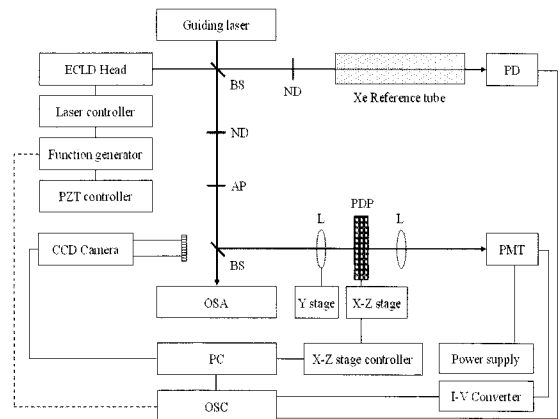 Guiding laser
ECLD Head
BS
ND
Xe Reference tube
PD
Laser controller
ND
Function generator
PZT controller
AP
PDP
L
L
CCD Camera
BS
PMT
OSA
Y stage
X-Z stage
PC
X-Z stage controller
Power supply
OSC
I-V Converter